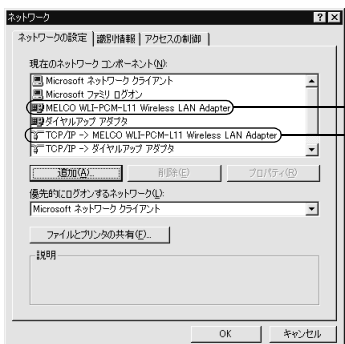 ネットワーク
ネットワークの設定 識別情報 アクセスの制御
現在のネットワーク コンポーネント(N):
Microsoft ネットワーク クライアント
Microsoft ファミリ ログオン
MELCO WLI-PCM-L11 Wireless LAN Adapter
ダイヤルアップ アダプタ
TCP/IP -> MELCO WLI-PCM-L11 Wireless LAN Adapter
TCP/IP -> ダイヤルアップ アダプタ
追加(A)... 削除(E) プロパティ(R)
優先的にログオンするネットワーク(L):
Microsoft ネットワーク クライアント
ファイルとプリンタの共有(F)...
説明
OK キャンセル